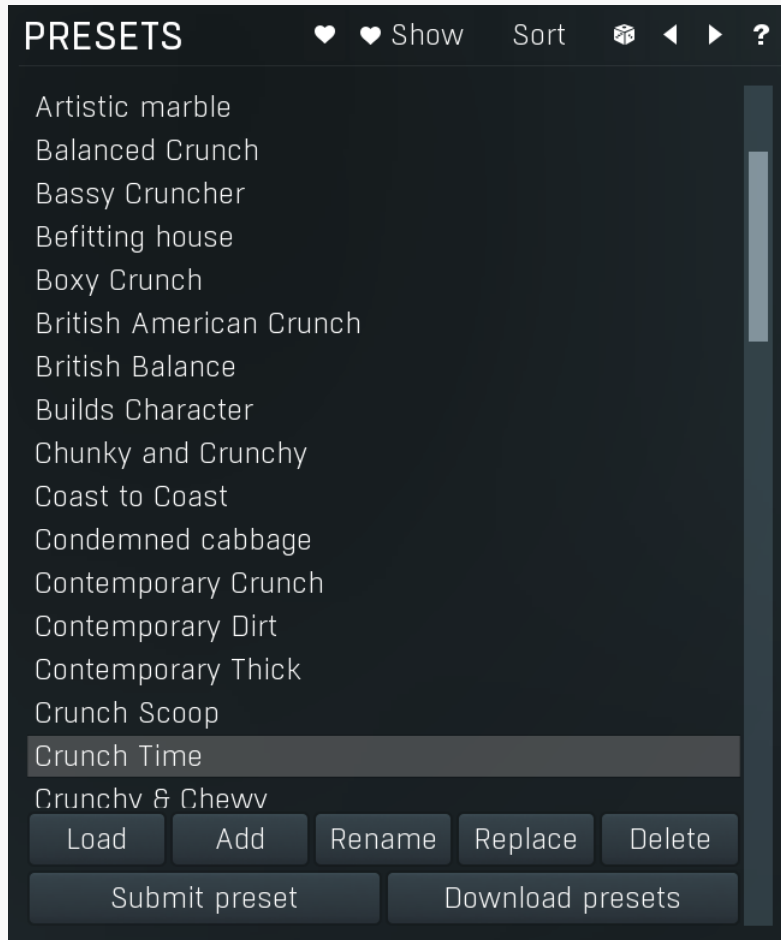 PRESETS Show Sort ?
Artistic marble
Balanced Crunch
Bassy Cruncher
Befitting house
Boxy Crunch
British American Crunch
British Balance
Builds Character
Chunky and Crunchy
Coast to Coast
Condemned cabbage
Contemporary Crunch
Contemporary Dirt
Contemporary Thick
Crunch Scoop
Crunch Time
Crunchy & Chewy
Load Add Rename Replace Delete
Submit preset Download presets